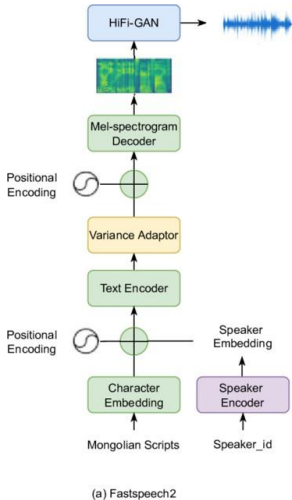 HiFi-GAN
Mel-spectrogram
Decoder
Positional
Encoding
Variance Adaptor
Text Encoder
Positional
Encoding
Speaker
Embedding
Character
Embedding
Speaker
Encoder
Mongolian Scripts
Speaker_id
(a) Fastspeech2